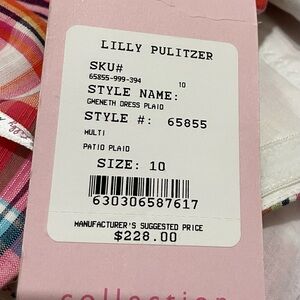 LILLY PULITZER
SKU#
65855-999-394 10
STYLE NAME:
GWENETH DRESS PLAID
STYLE #: 65855
MULTI
PATIO PLAID
SIZE: 10
630306587617
MANUFACTURER'S SUGGESTED PRICE
$228.00
collection